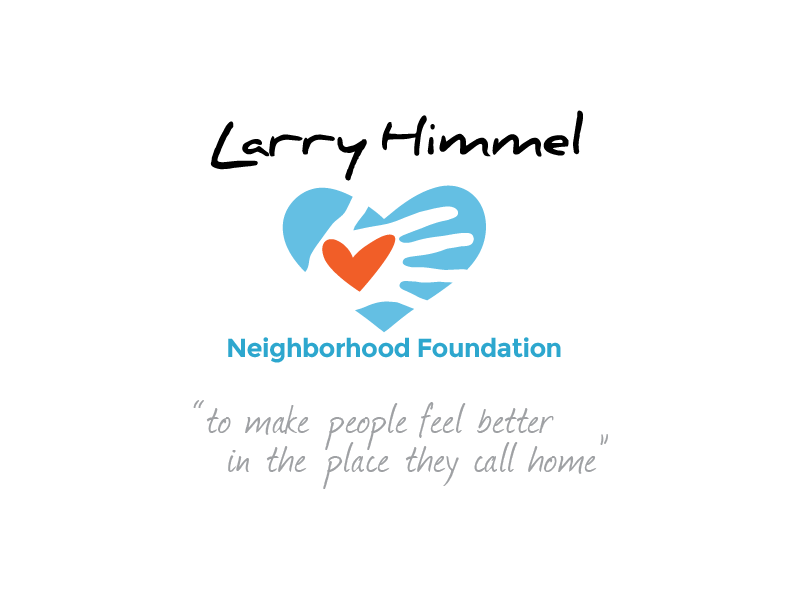 Larry Himmel
Neighborhood Foundation
“to make people feel better
in the place they call home”